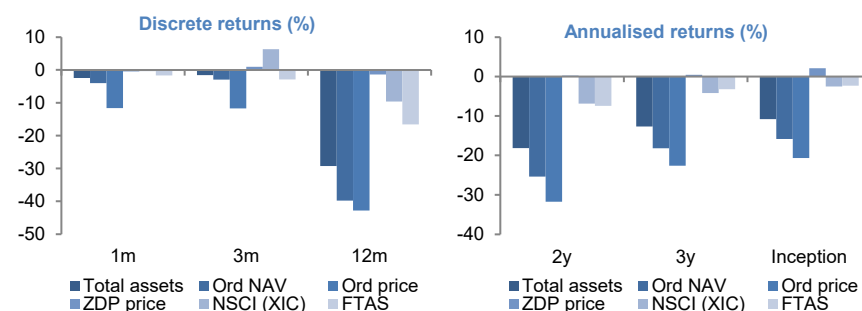 Discrete returns (%)
10
0
-10
-20
-30
-40
-50
1m 3m 12m
Total assets Ord NAV Ord price
ZDP price NSCI (XIC) FTAS
Annualised returns (%)
10
0
-10
-20
-30
-40
2y 3y Inception
Total assets Ord NAV Ord price
ZDP price NSCI (XIC) FTAS